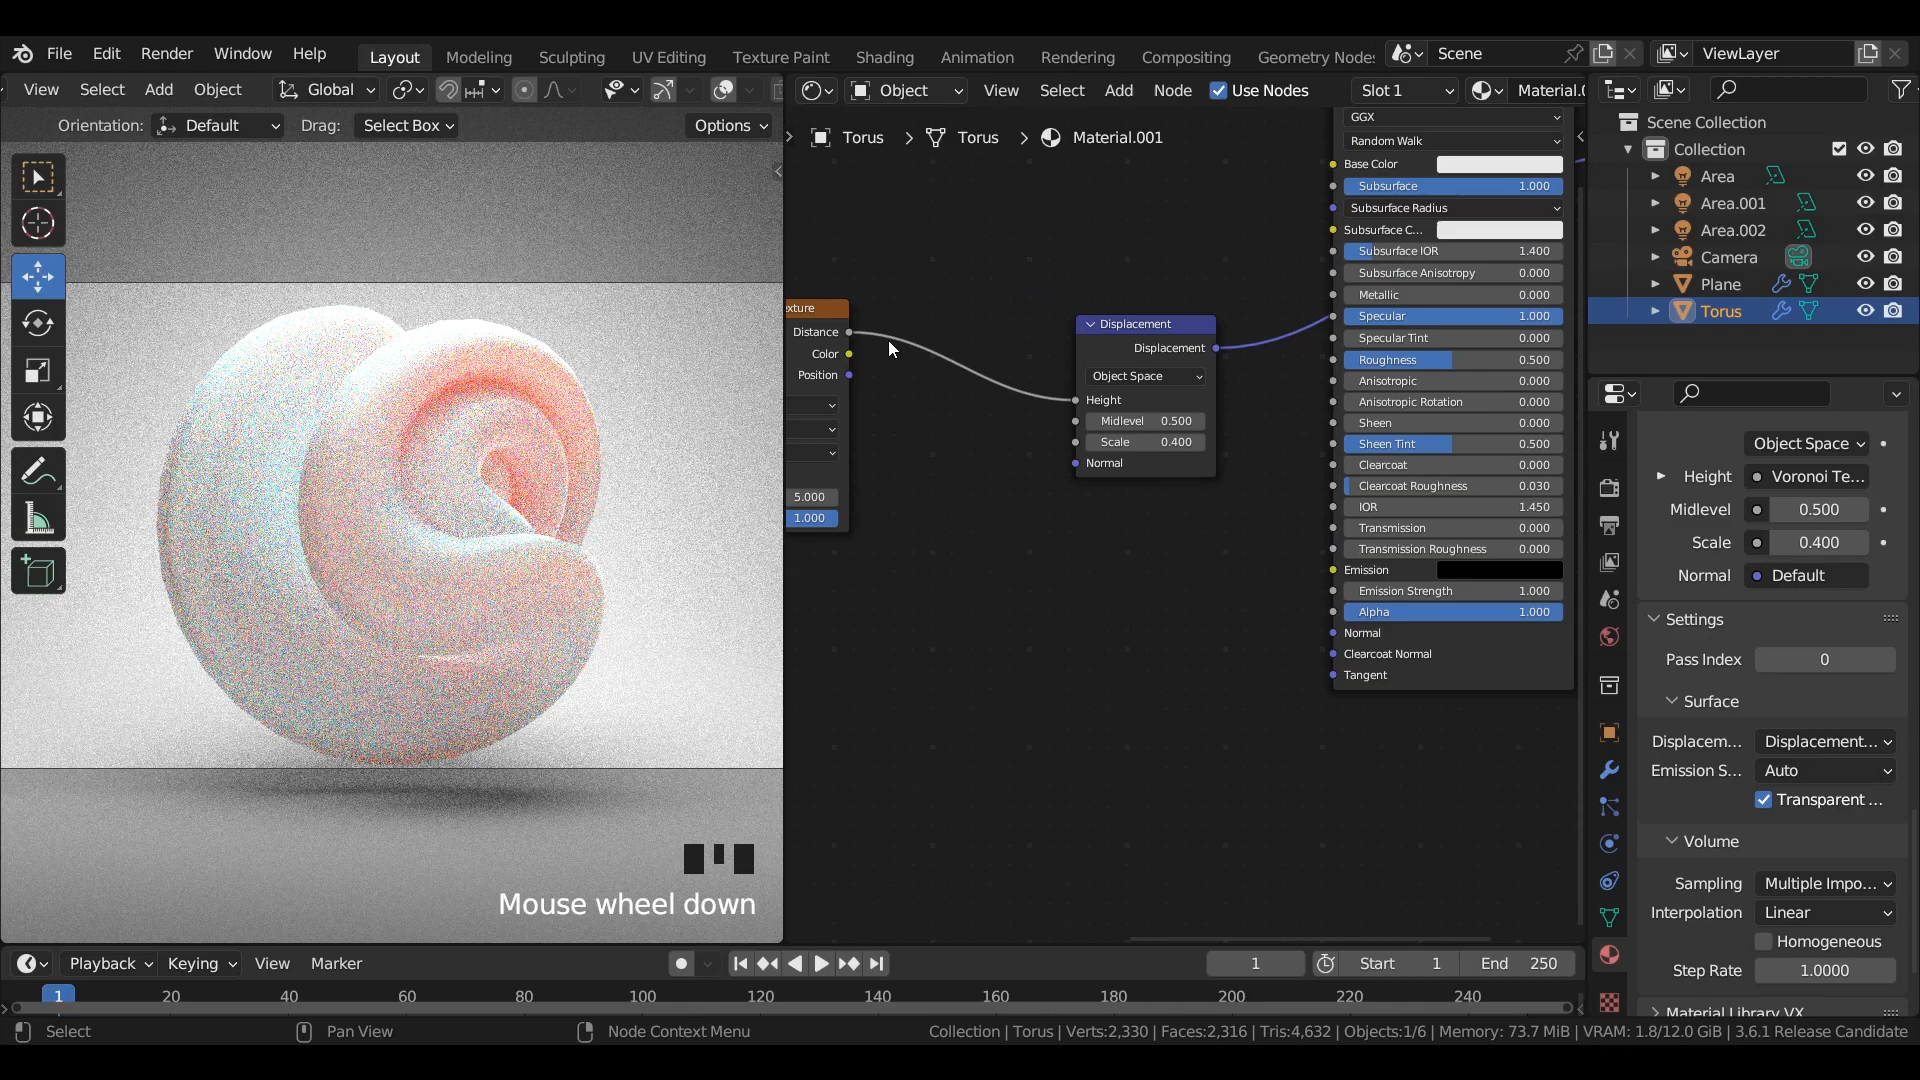 File Edit Render Window Help Layout Modeling Sculpting UV Editing Texture Paint Shading Animation Rendering Compositing Geometry Nodes Scene ViewLayer
View Select Add Object Global Object View Select Add Node Use Nodes Slot 1 Material.
Orientation: Default Drag: Select Box Options
Torus > Torus > Material.001
GGX
Random Walk
Base Color
Subsurface 1.000
Subsurface Radius
Subsurface C...
Subsurface IOR 1.400
Subsurface Anisotropy 0.000
Metallic 0.000
Specular 1.000
Specular Tint 0.000
Roughness 0.500
Anisotropic 0.000
Anisotropic Rotation 0.000
Sheen 0.000
Sheen Tint 0.500
Clearcoat 0.000
Clearcoat Roughness 0.030
IOR 1.450
Transmission 0.000
Transmission Roughness 0.000
Emission
Emission Strength 1.000
Alpha 1.000
Normal
Clearcoat Normal
Tangent
exture
Distance
Color
Position
5.000
1.000
Displacement
Displacement
Object Space
Height
Midlevel 0.500
Scale 0.400
Normal
Scene Collection
Collection
Area
Area.001
Area.002
Camera
Plane
Torus
Object Space
Height Voronoi Te...
Midlevel 0.500
Scale 0.400
Normal Default
Settings
Pass Index 0
Surface
Displacem... Displacement...
Emission S... Auto
Transparent ...
Volume
Sampling Multiple Impo...
Interpolation Linear
Homogeneous
Step Rate 1.0000
Material Library VX
Mouse wheel down
Playback Keying View Marker 1 Start 1 End 250
1 20 40 60 80 100 120 140 160 180 200 220 240
Select Pan View Node Context Menu Collection | Torus | Verts:2,330 | Faces:2,316 | Tris:4,632 | Objects:1/6 | Memory: 73.7 MiB | VRAM: 1.8/12.0 GiB | 3.6.1 Release Candidate